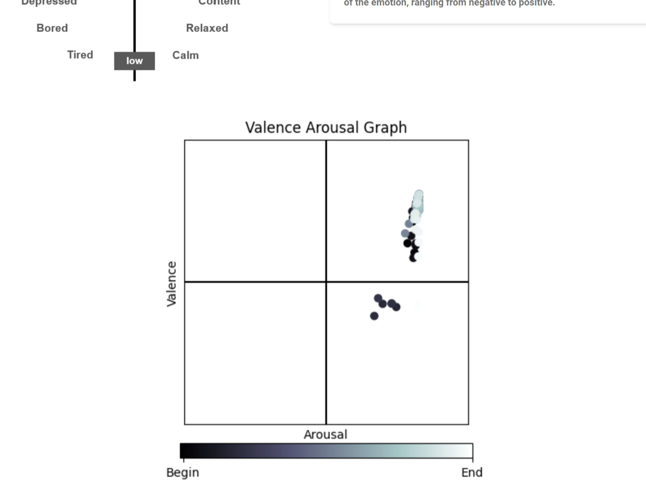 Depressed Content
Bored Relaxed
Tired low Calm
of the emotion, ranging from negative to positive.
Valence Arousal Graph
Valence
Arousal
Begin End